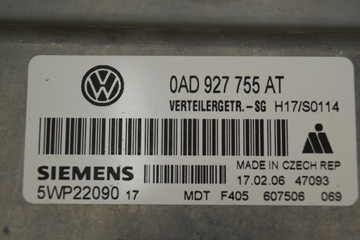 0AD 927 755 AT
VERTEILERGETR.-SG H17/S0114
SIEMENS
MADE IN CZECH REP
5WP22090 17
17.02.06 47093
MDT F405 607506 069